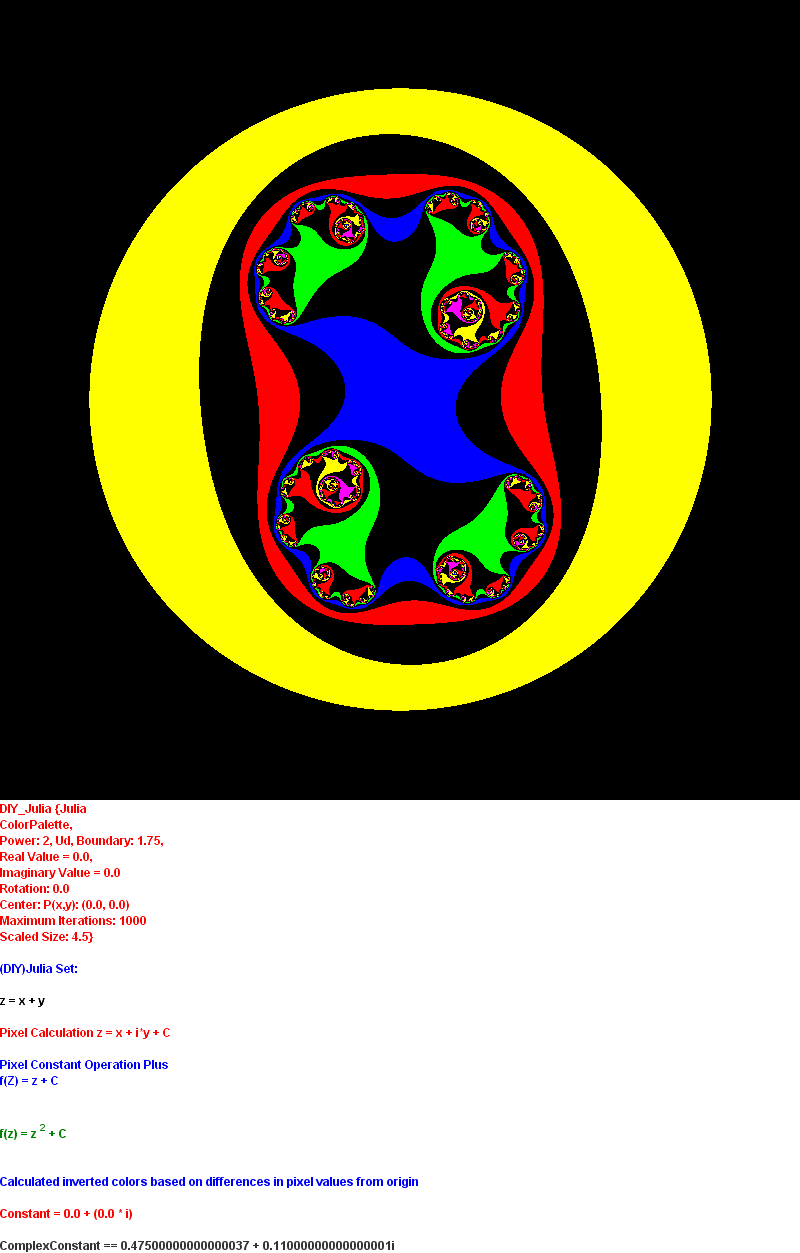 DIY_Julia {Julia
ColorPalette,
Power: 2, Ud, Boundary: 1.75,
Real Value = 0.0,
Imaginary Value = 0.0
Rotation: 0.0
Center: P(x,y): (0.0, 0.0)
Maximum Iterations: 1000
Scaled Size: 4.5}
(DIY)Julia Set:
z = x + y
Pixel Calculation z = x + i*y + C
Pixel Constant Operation Plus
f(Z) = z + C
f(z) = z 2 + C
Calculated inverted colors based on differences in pixel values from origin
Constant = 0.0 + (0.0 * i)
ComplexConstant == 0.47500000000000037 + 0.11000000000000001i